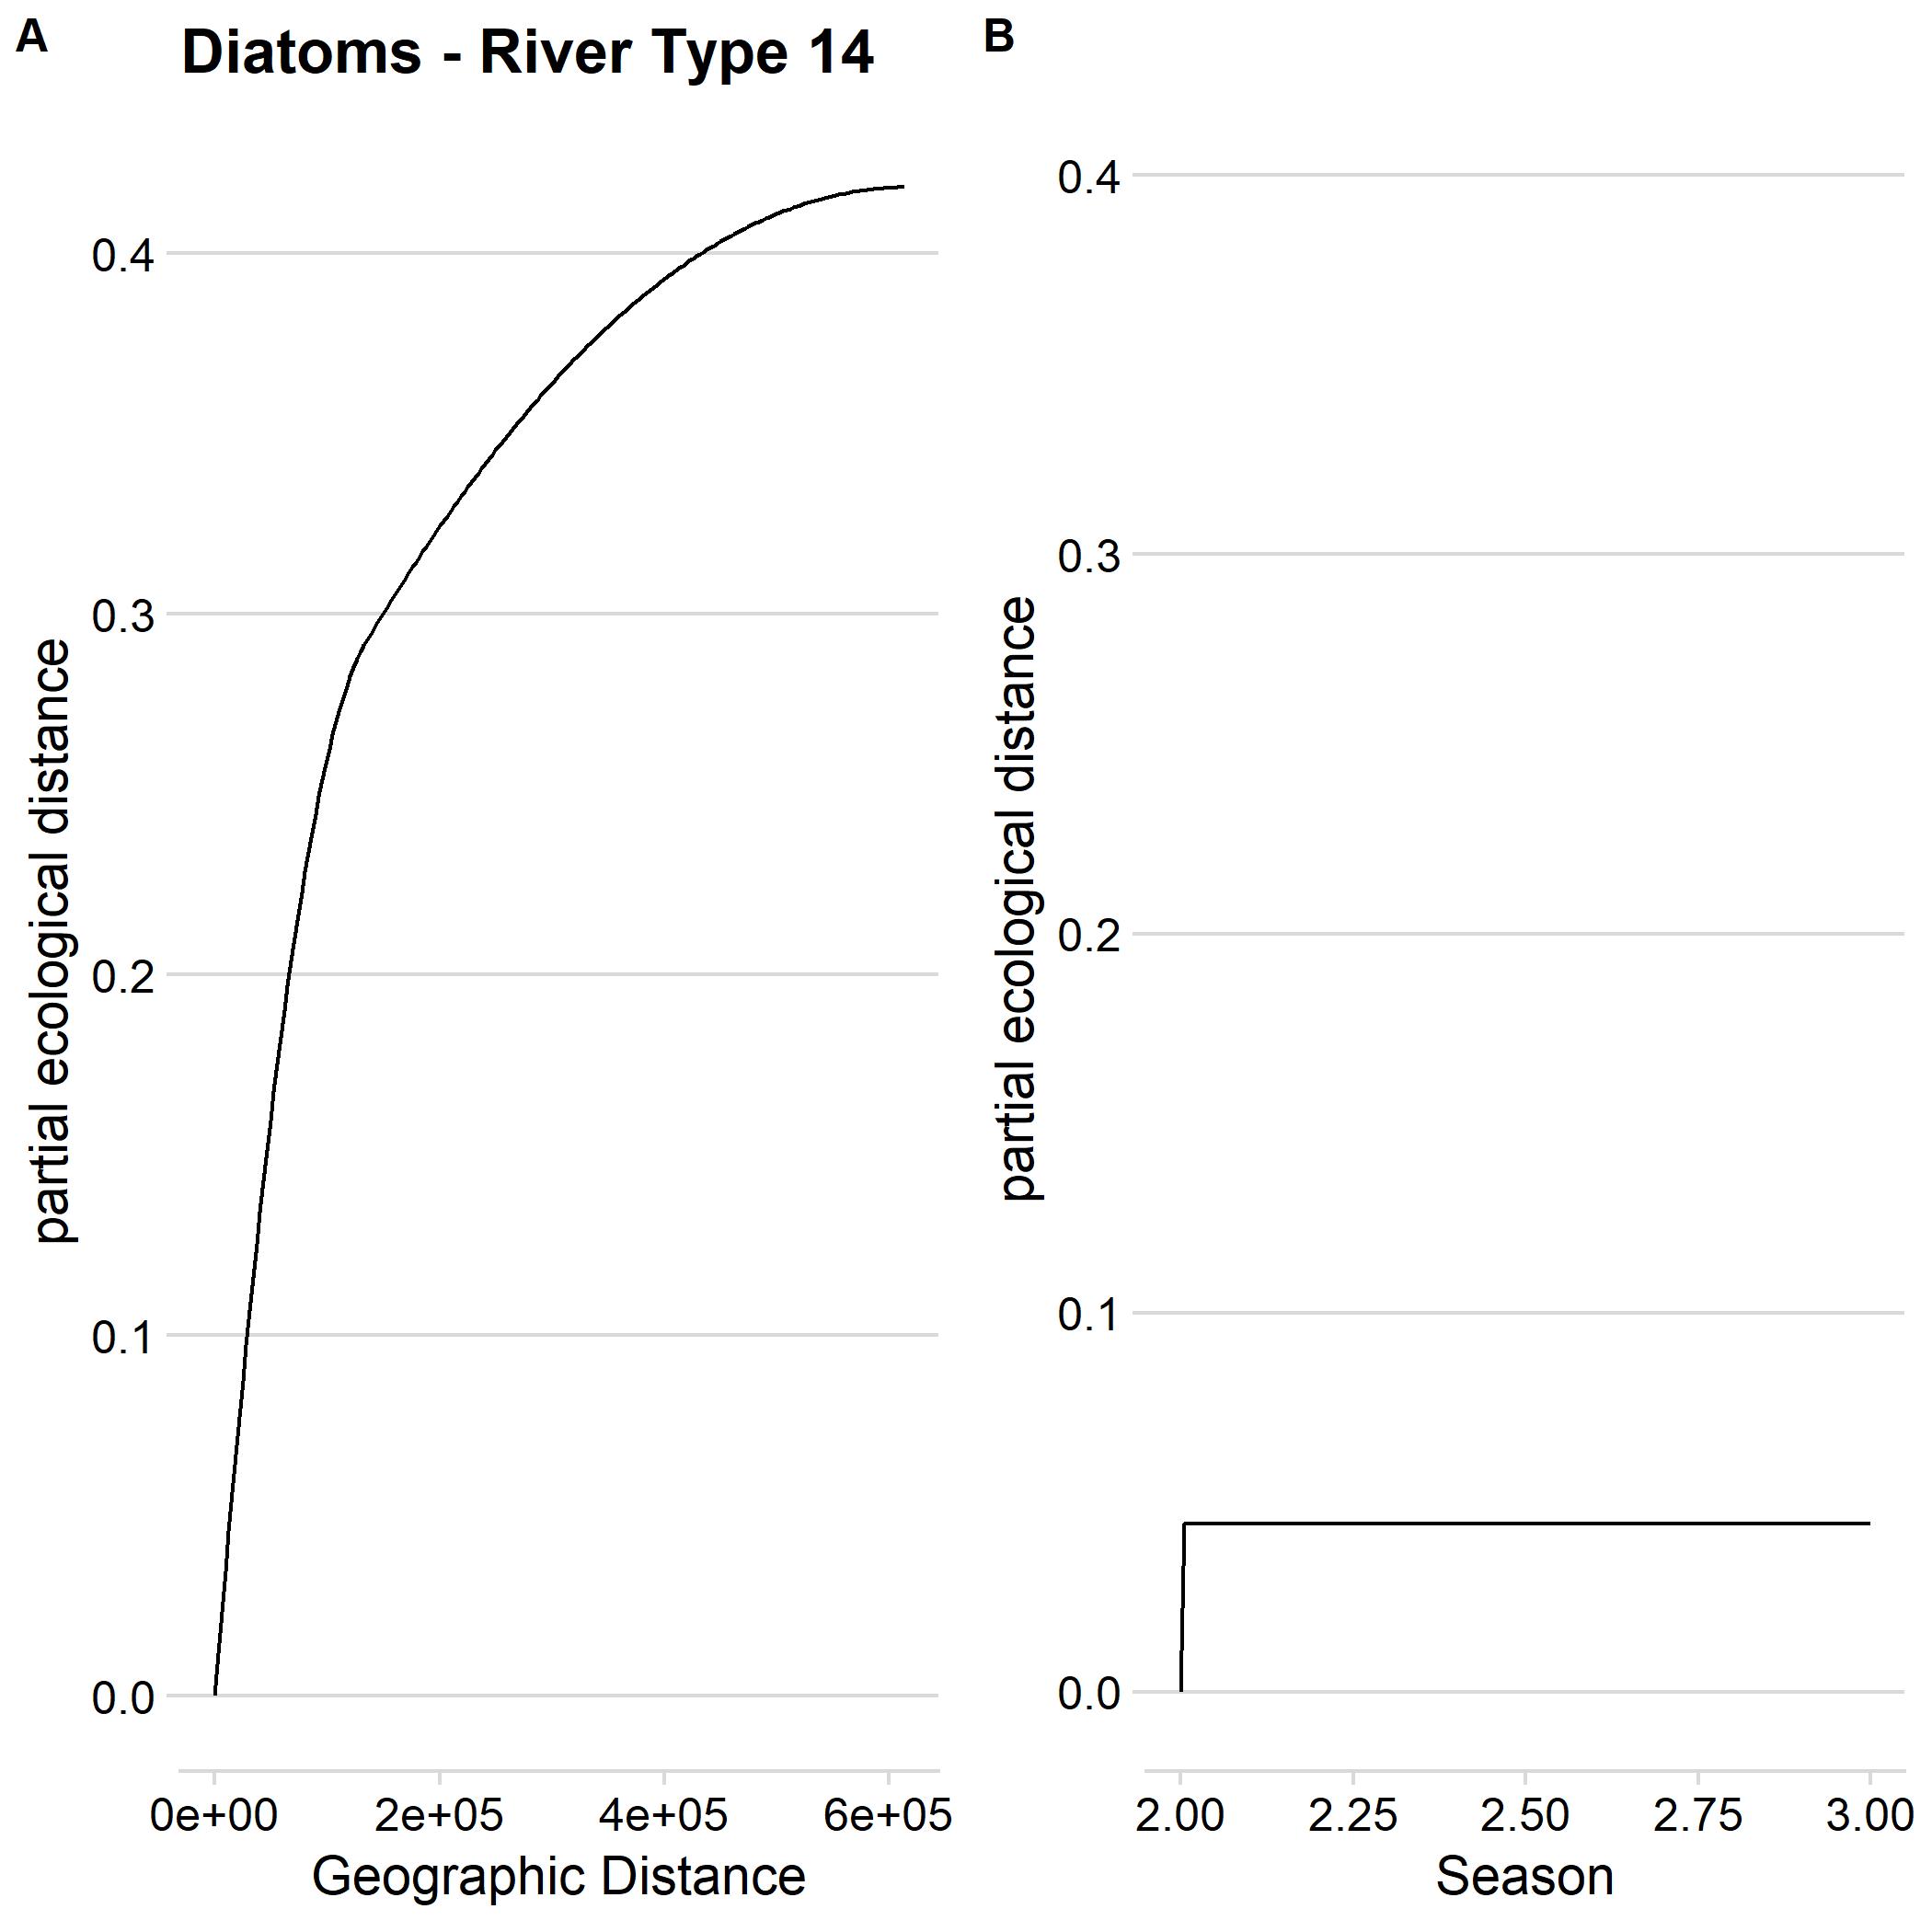 A
Diatoms - River Type 14
partial ecological distance
0.4
0.3
0.2
0.1
0.0
0e+00 2e+05 4e+05 6e+05
Geographic Distance
B
partial ecological distance
0.4
0.3
0.2
0.1
0.0
2.00 2.25 2.50 2.75 3.00
Season